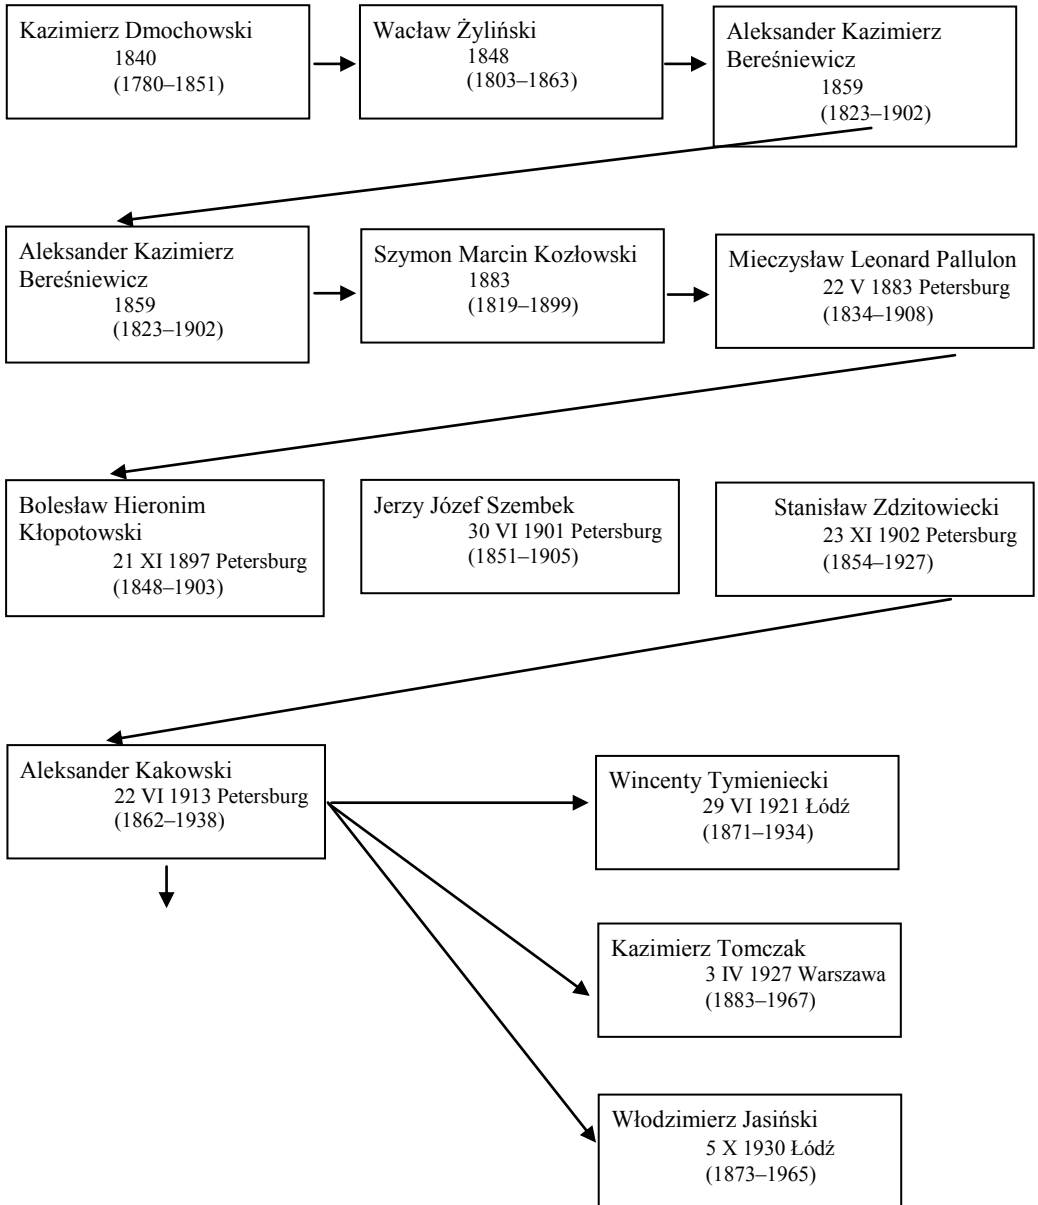 Kazimierz Dmochowski
1840
(1780–1851)
Wacław Żyliński
1848
(1803–1863)
Aleksander Kazimierz
Bereśniewicz
1859
(1823–1902)
Aleksander Kazimierz
Bereśniewicz
1859
(1823–1902)
Szymon Marcin Kozłowski
1883
(1819–1899)
Mieczysław Leonard Pallulon
22 V 1883 Petersburg
(1834–1908)
Bolesław Hieronim
Kłopotowski
21 XI 1897 Petersburg
(1848–1903)
Jerzy Józef Szembek
30 VI 1901 Petersburg
(1851–1905)
Stanisław Zdzitowiecki
23 XI 1902 Petersburg
(1854–1927)
Aleksander Kakowski
22 VI 1913 Petersburg
(1862–1938)
Wincenty Tymieniecki
29 VI 1921 Łódź
(1871–1934)
Kazimierz Tomczak
3 IV 1927 Warszawa
(1883–1967)
Włodzimierz Jasiński
5 X 1930 Łódź
(1873–1965)